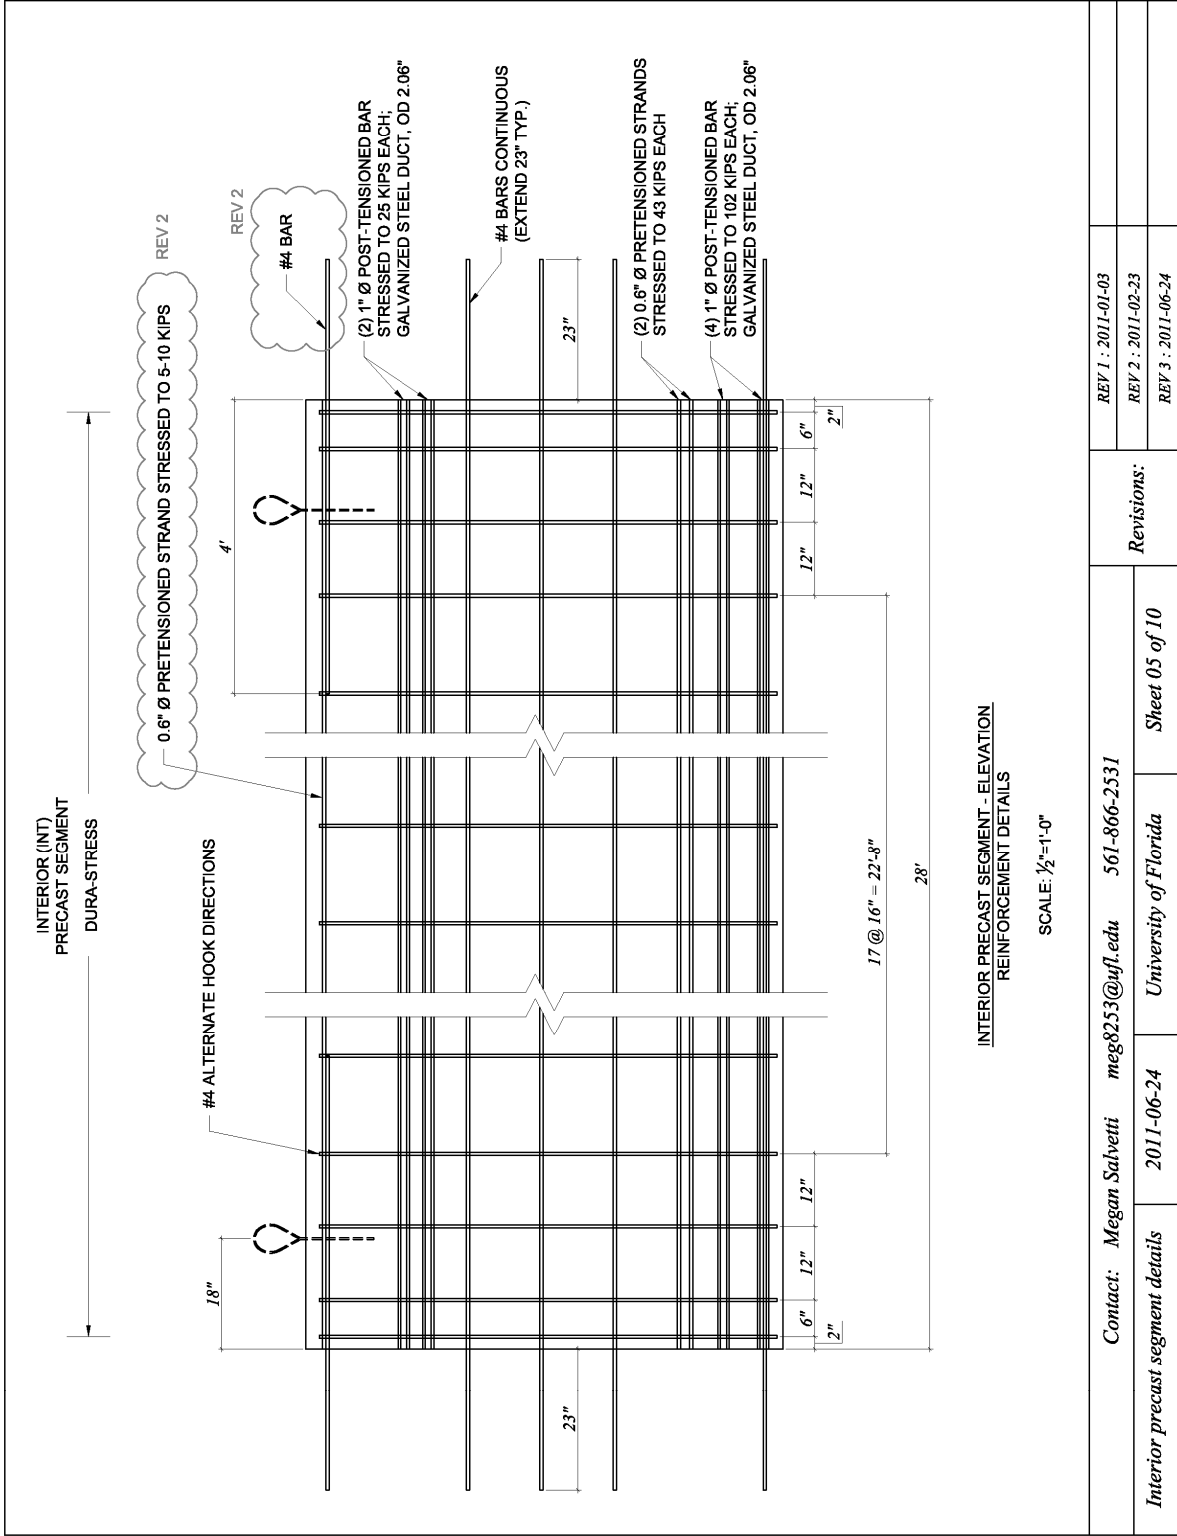 INTERIOR (INT)
PRECAST SEGMENT
DURA-STRESS
REV 2
0.6" Ø PRETENSIONED STRAND STRESSED TO 5-10 KIPS
REV 2
#4 BAR
#4 ALTERNATE HOOK DIRECTIONS
18"
4'
(2) 1" Ø POST-TENSIONED BAR
STRESSED TO 25 KIPS EACH;
GALVANIZED STEEL DUCT, OD 2.06"
#4 BARS CONTINUOUS
(EXTEND 23" TYP.)
23"
23"
(2) 0.6" Ø PRETENSIONED STRANDS
STRESSED TO 43 KIPS EACH
(4) 1" Ø POST-TENSIONED BAR
STRESSED TO 102 KIPS EACH;
GALVANIZED STEEL DUCT, OD 2.06"
2"
6"
12"
12"
12"
12"
6"
2"
17 @ 16" = 22'-8"
28'
INTERIOR PRECAST SEGMENT - ELEVATION
REINFORCEMENT DETAILS
SCALE: ½"=1'-0"
Contact: Megan Salvetti meg8253@ufl.edu 561-866-2531
Interior precast segment details
2011-06-24
University of Florida
Sheet 05 of 10
Revisions:
REV 1 : 2011-01-03
REV 2 : 2011-02-23
REV 3 : 2011-06-24